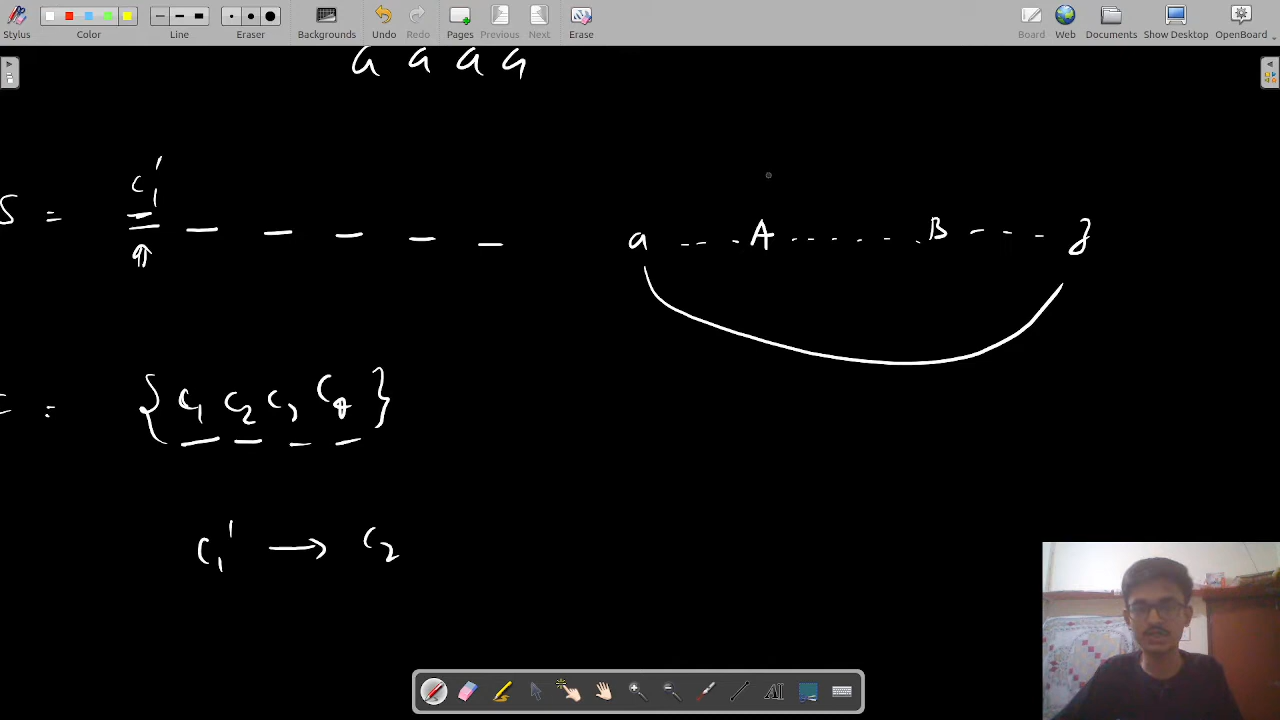 Stylus Color Line Eraser Backgrounds Undo Redo Pages Previous Next Erase Board Web Documents Show Desktop OpenBoard
a a a a
c₁'
S =
a ---A ......... B --- z
= { c₁ c₂ c₃ c₄ }
c₁' → c₂